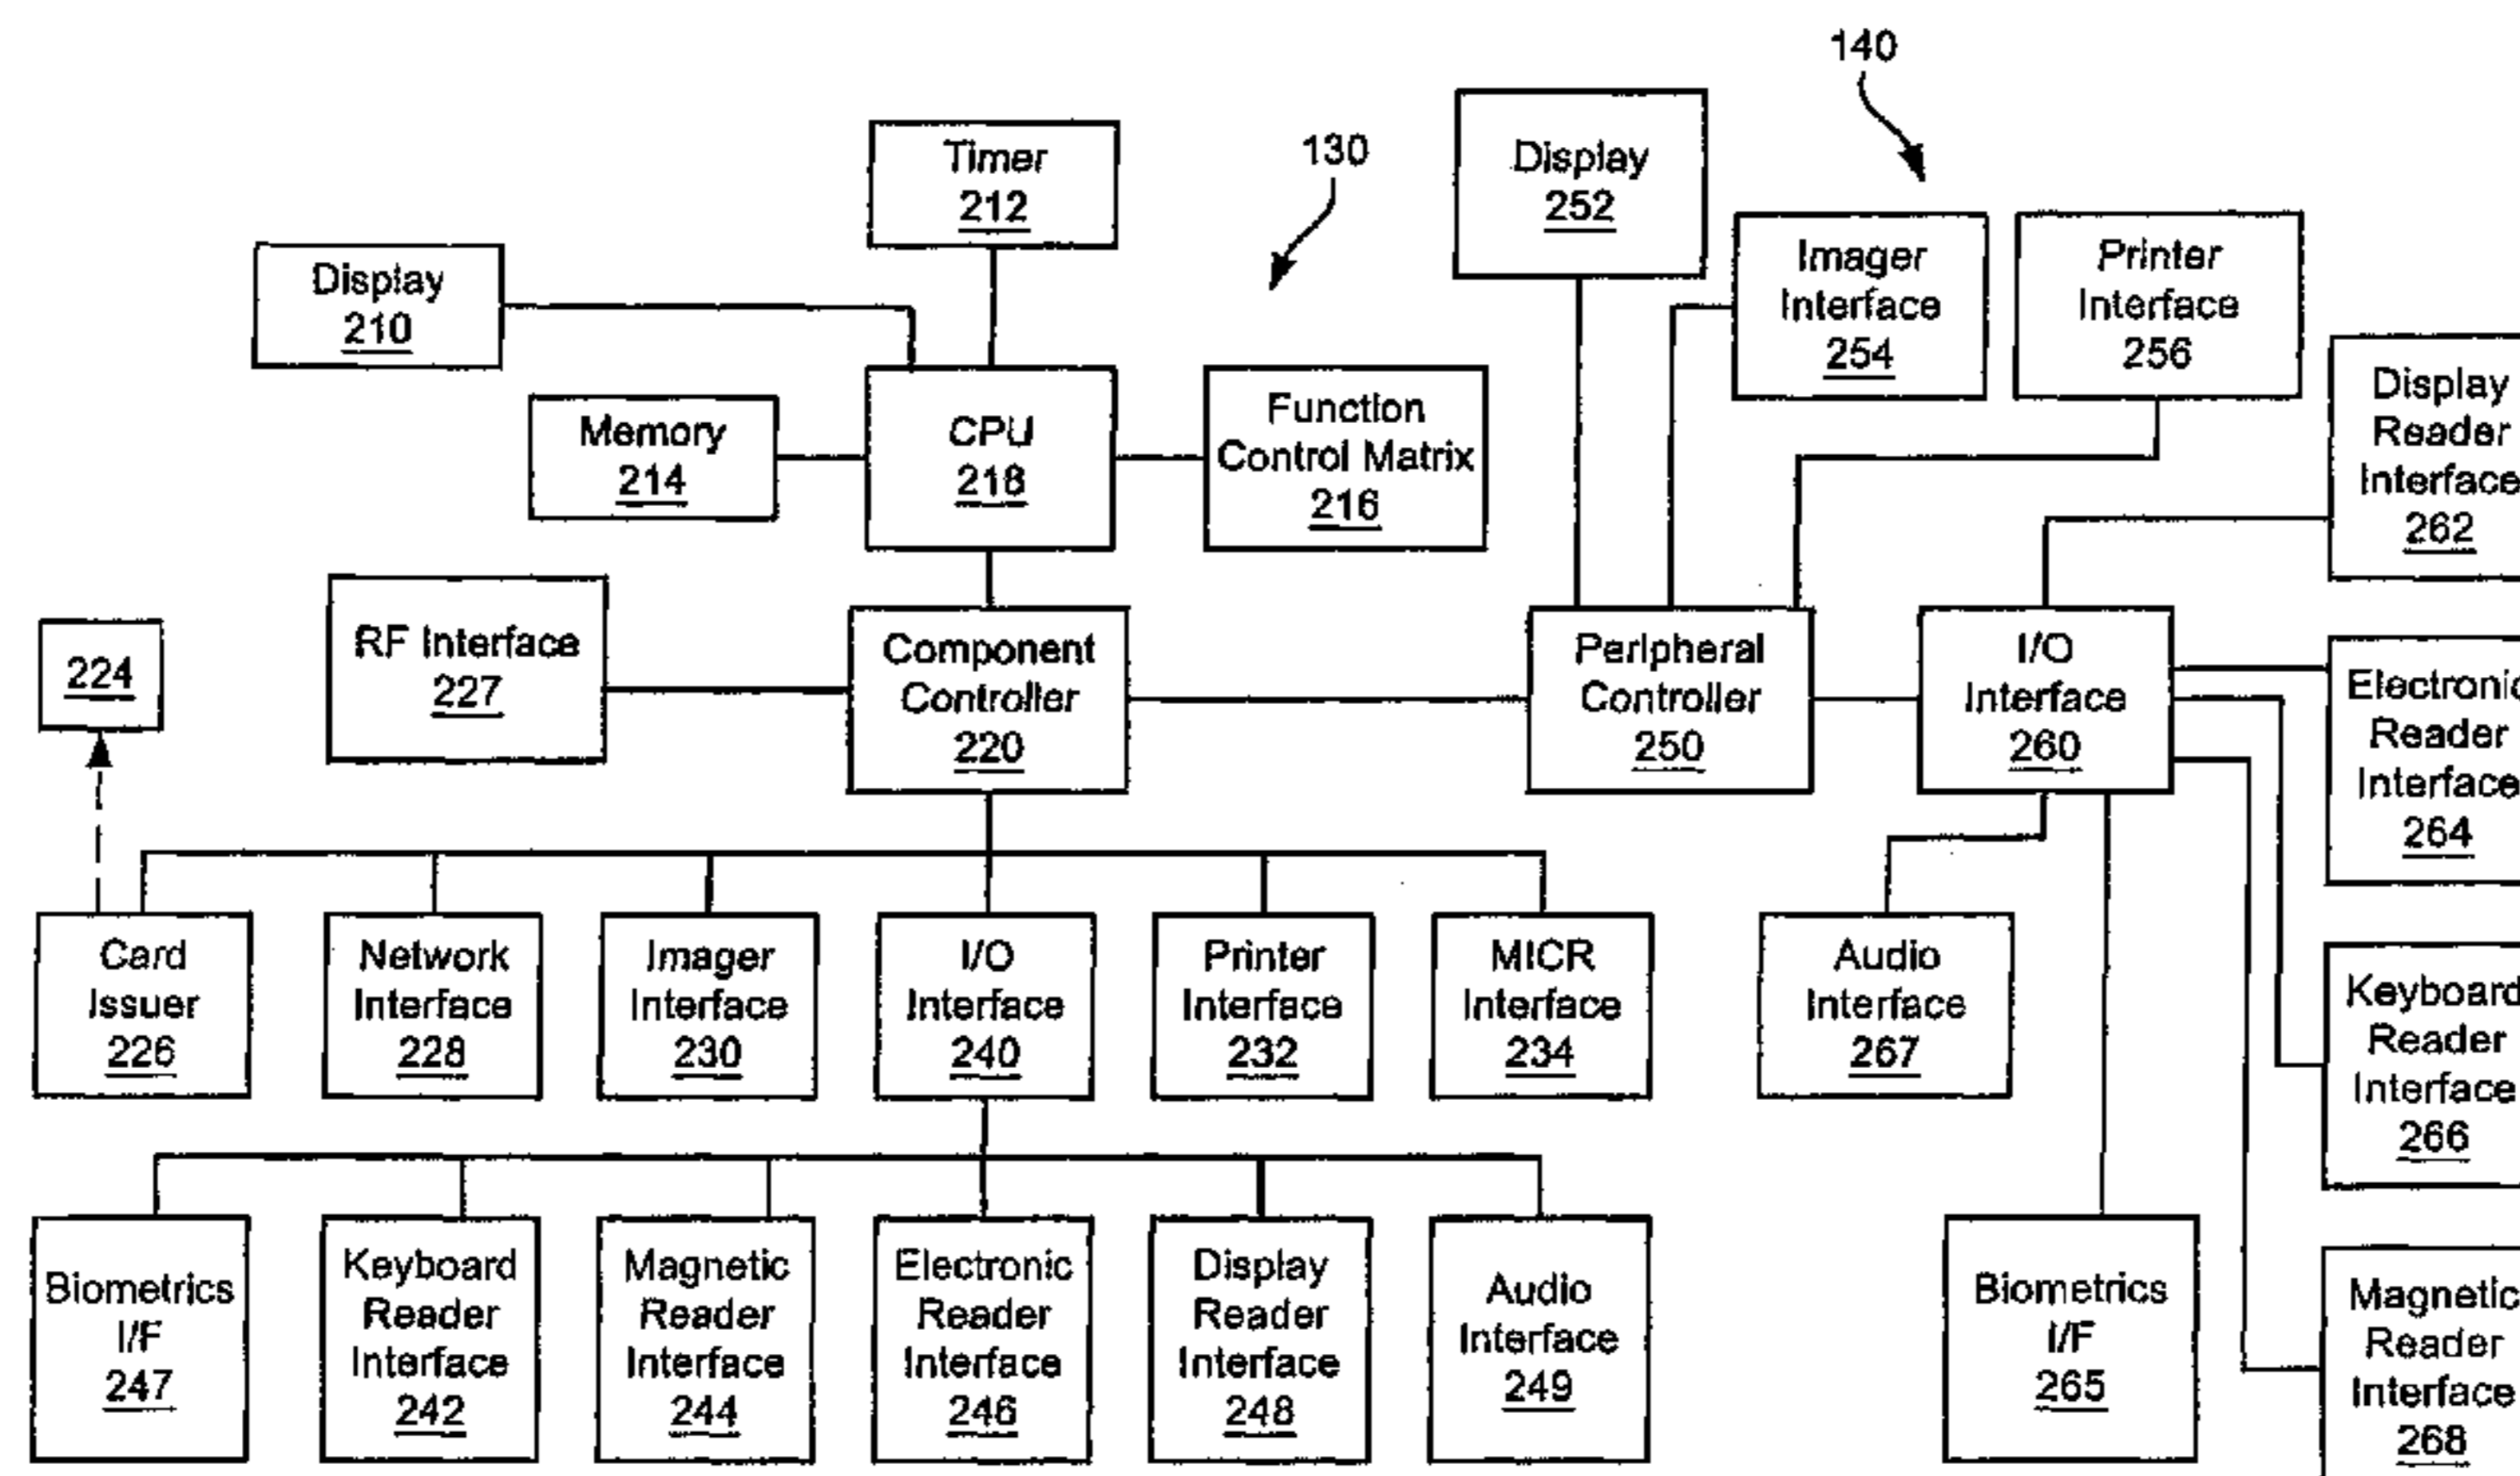 140
130
Timer
212
Display
252
Display
210
Imager
Interface
254
Printer
Interface
256
Memory
214
CPU
218
Function
Control Matrix
216
Display
Reader
Interface
262
224
RF Interface
227
Component
Controller
220
Peripheral
Controller
250
I/O
Interface
260
Electronic
Reader
Interface
264
Card
Issuer
226
Network
Interface
228
Imager
Interface
230
I/O
Interface
240
Printer
Interface
232
MICR
Interface
234
Audio
Interface
267
Keyboard
Reader
Interface
266
Biometrics
I/F
247
Keyboard
Reader
Interface
242
Magnetic
Reader
Interface
244
Electronic
Reader
Interface
246
Display
Reader
Interface
248
Audio
Interface
249
Biometrics
I/F
265
Magnetic
Reader
Interface
268